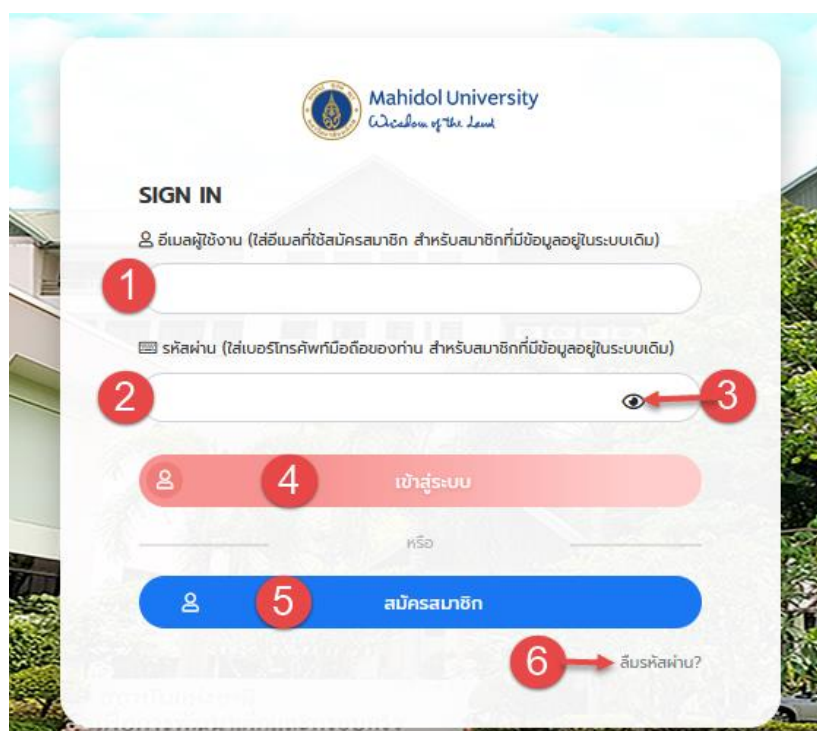 Mahidol University
Wisdom of the Land
SIGN IN
อีเมลผู้ใช้งาน (ใส่อีเมลที่ใช้สมัครสมาชิก สำหรับสมาชิกที่มีข้อมูลอยู่ในระบบเดิม)
1
รหัสผ่าน (ใส่เบอร์โทรศัพท์มือถือของท่าน สำหรับสมาชิกที่มีข้อมูลอยู่ในระบบเดิม)
2 3
4 เข้าสู่ระบบ
หรือ
5 สมัครสมาชิก
6 ลืมรหัสผ่าน?